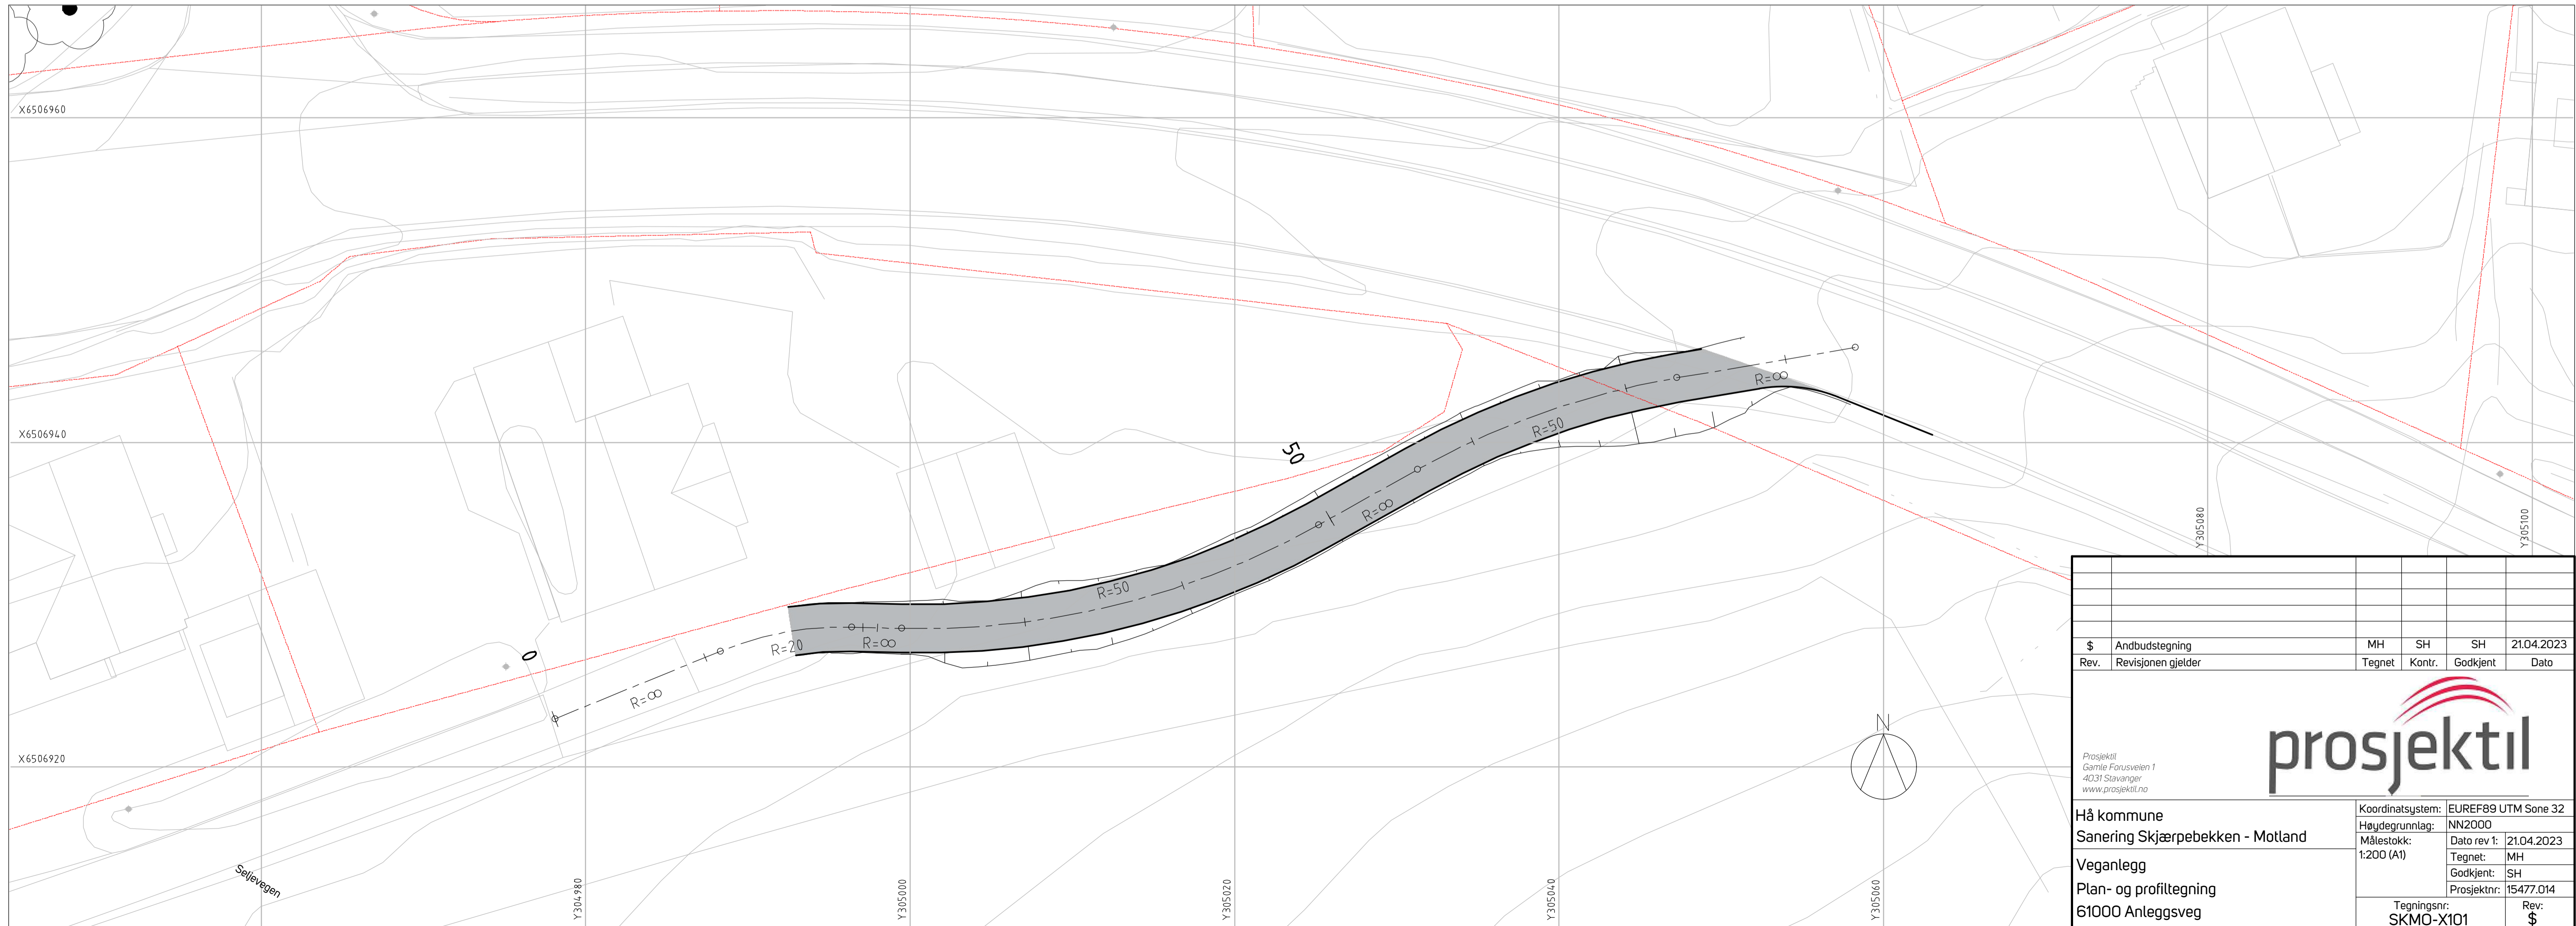 X6506960
X6506940
X6506920
Y304980
Y305000
Y305020
Y305040
Y305060
Y305080
Y305100
0
50
R=∞
R=20
R=∞
R=50
R=∞
R=50
R=∞
Seljevegen
N
$ Andbudstegning MH SH SH 21.04.2023
Rev. Revisjonen gjelder Tegnet Kontr. Godkjent Dato
prosjektil
Prosjektil
Gamle Forusveien 1
4031 Stavanger
www.prosjektil.no
Hå kommune
Sanering Skjærpebekken - Motland
Veganlegg
Plan- og profiltegning
61000 Anleggsveg
Koordinatsystem: EUREF89 UTM Sone 32
Høydegrunnlag: NN2000
Målestokk:
1:200 (A1)
Dato rev 1: 21.04.2023
Tegnet: MH
Godkjent: SH
Prosjektnr: 15477.014
Tegningsnr:
SKMO-X101
Rev:
$